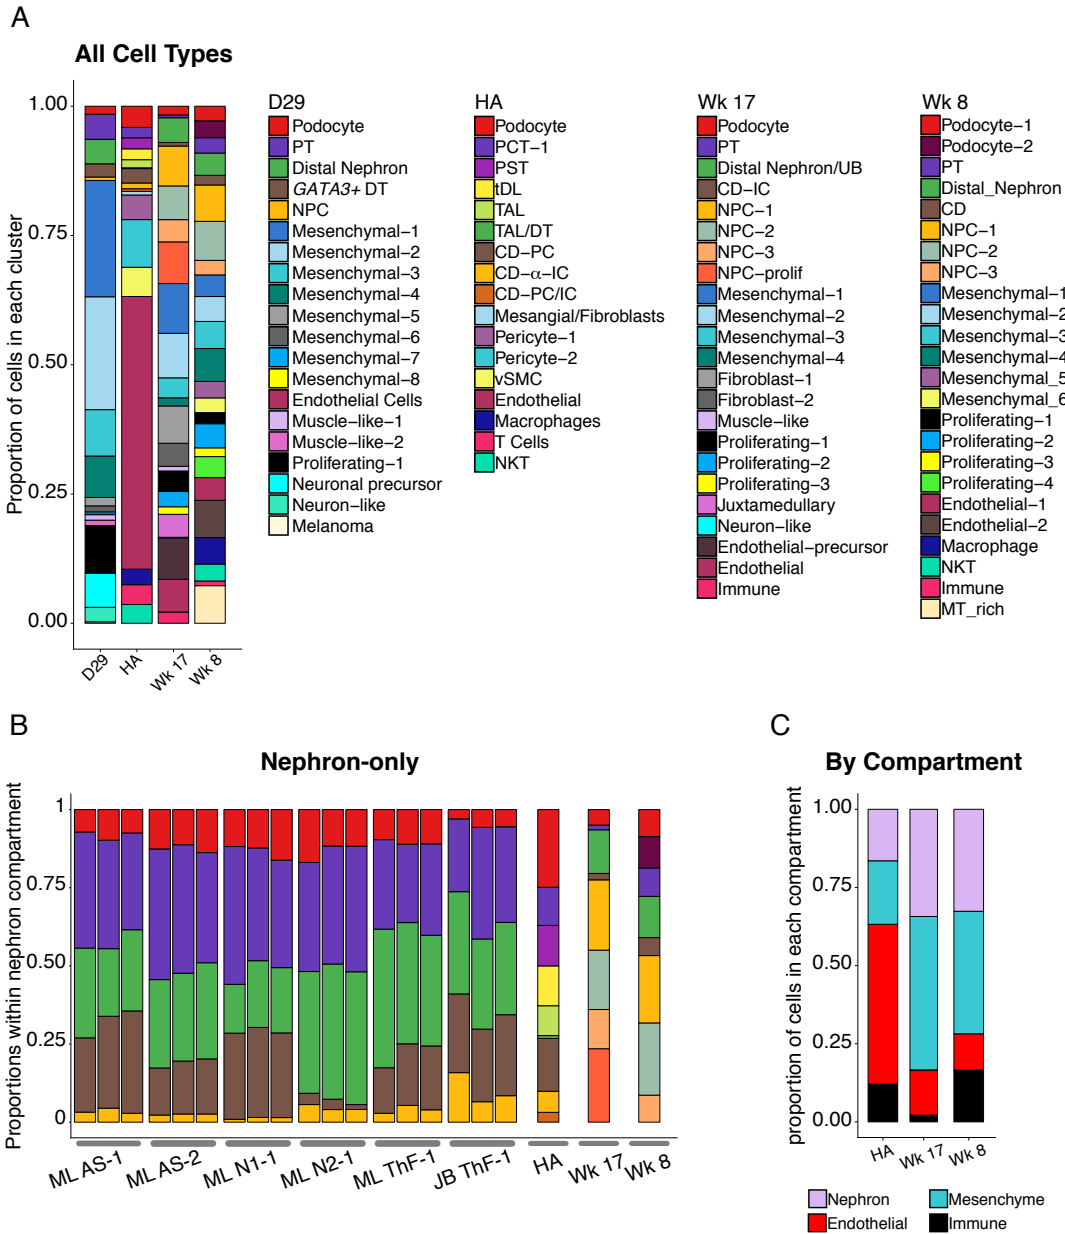 A
All Cell Types
Proportion of cells in each cluster
1.00
0.75
0.50
0.25
0.00
D29
HA
Wk 17
Wk 8
D29
Podocyte
PT
Distal Nephron
GATA3+ DT
NPC
Mesenchymal−1
Mesenchymal−2
Mesenchymal−3
Mesenchymal−4
Mesenchymal−5
Mesenchymal−6
Mesenchymal−7
Mesenchymal−8
Endothelial Cells
Muscle−like−1
Muscle−like−2
Proliferating−1
Neuronal precursor
Neuron−like
Melanoma
HA
Podocyte
PCT−1
PST
tDL
TAL
TAL/DT
CD−PC
CD−α−IC
CD−PC/IC
Mesangial/Fibroblasts
Pericyte−1
Pericyte−2
vSMC
Endothelial
Macrophages
T Cells
NKT
Wk 17
Podocyte
PT
Distal Nephron/UB
CD−IC
NPC−1
NPC−2
NPC−3
NPC−prolif
Mesenchymal−1
Mesenchymal−2
Mesenchymal−3
Mesenchymal−4
Fibroblast−1
Fibroblast−2
Muscle−like
Proliferating−1
Proliferating−2
Proliferating−3
Juxtamedullary
Neuron−like
Endothelial−precursor
Endothelial
Immune
Wk 8
Podocyte−1
Podocyte−2
PT
Distal_Nephron
CD
NPC−1
NPC−2
NPC−3
Mesenchymal−1
Mesenchymal−2
Mesenchymal−3
Mesenchymal−4
Mesenchymal_5
Mesenchymal_6
Proliferating−1
Proliferating−2
Proliferating−3
Proliferating−4
Endothelial−1
Endothelial−2
Macrophage
NKT
Immune
MT_rich
B
Nephron-only
Proportions within nephron compartment
1
0.75
0.50
0.25
0
ML AS-1
ML AS-2
ML N1-1
ML N2-1
ML ThF-1
JB ThF-1
HA
Wk 17
Wk 8
C
By Compartment
proportion of cells in each compartment
1.00
0.75
0.50
0.25
0.00
HA
Wk 17
Wk 8
Nephron
Mesenchyme
Endothelial
Immune